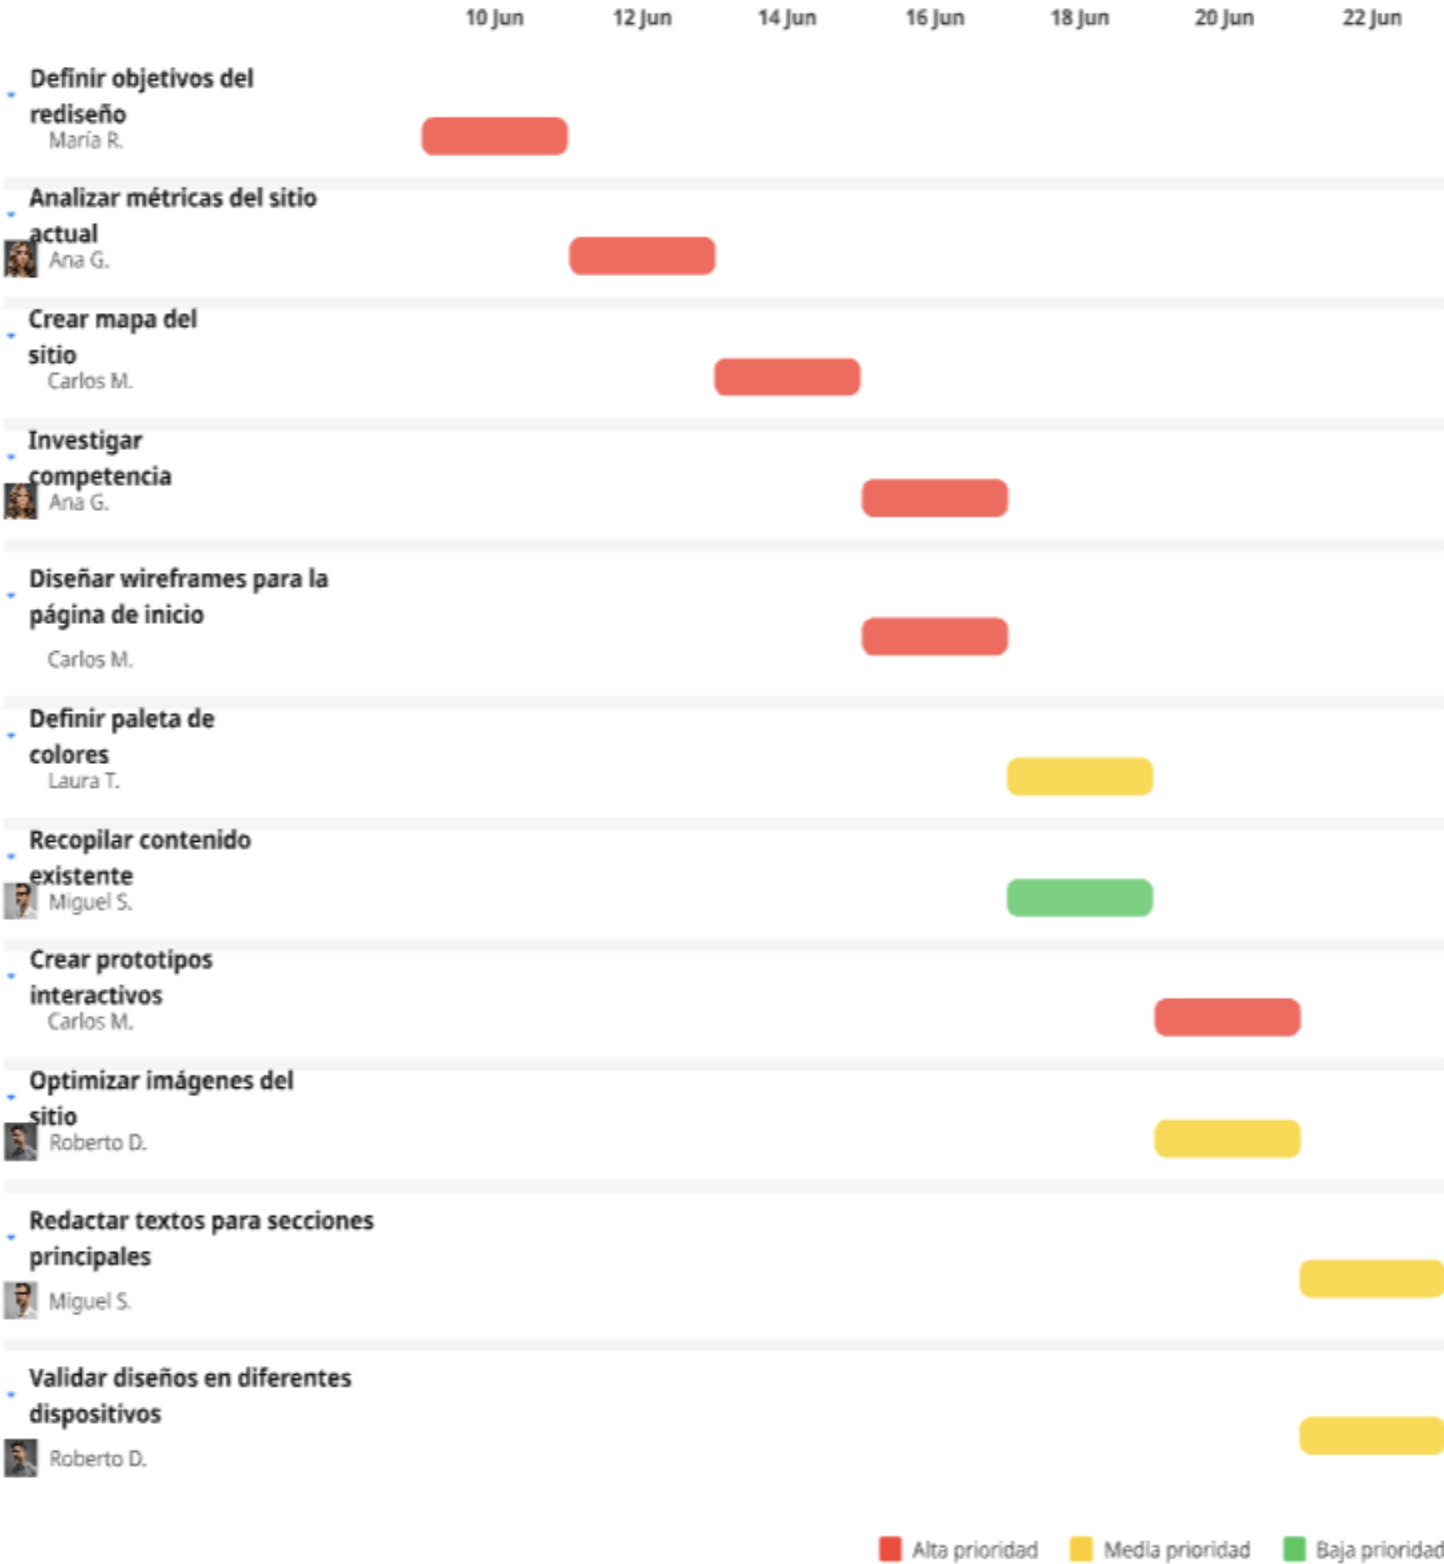 10 Jun 12 Jun 14 Jun 16 Jun 18 Jun 20 Jun 22 Jun
Definir objetivos del
rediseño
María R.
Analizar métricas del sitio
actual
Ana G.
Crear mapa del
sitio
Carlos M.
Investigar
competencia
Ana G.
Diseñar wireframes para la
página de inicio
Carlos M.
Definir paleta de
colores
Laura T.
Recopilar contenido
existente
Miguel S.
Crear prototipos
interactivos
Carlos M.
Optimizar imágenes del
sitio
Roberto D.
Redactar textos para secciones
principales
Miguel S.
Validar diseños en diferentes
dispositivos
Roberto D.
Alta prioridad Media prioridad Baja prioridad